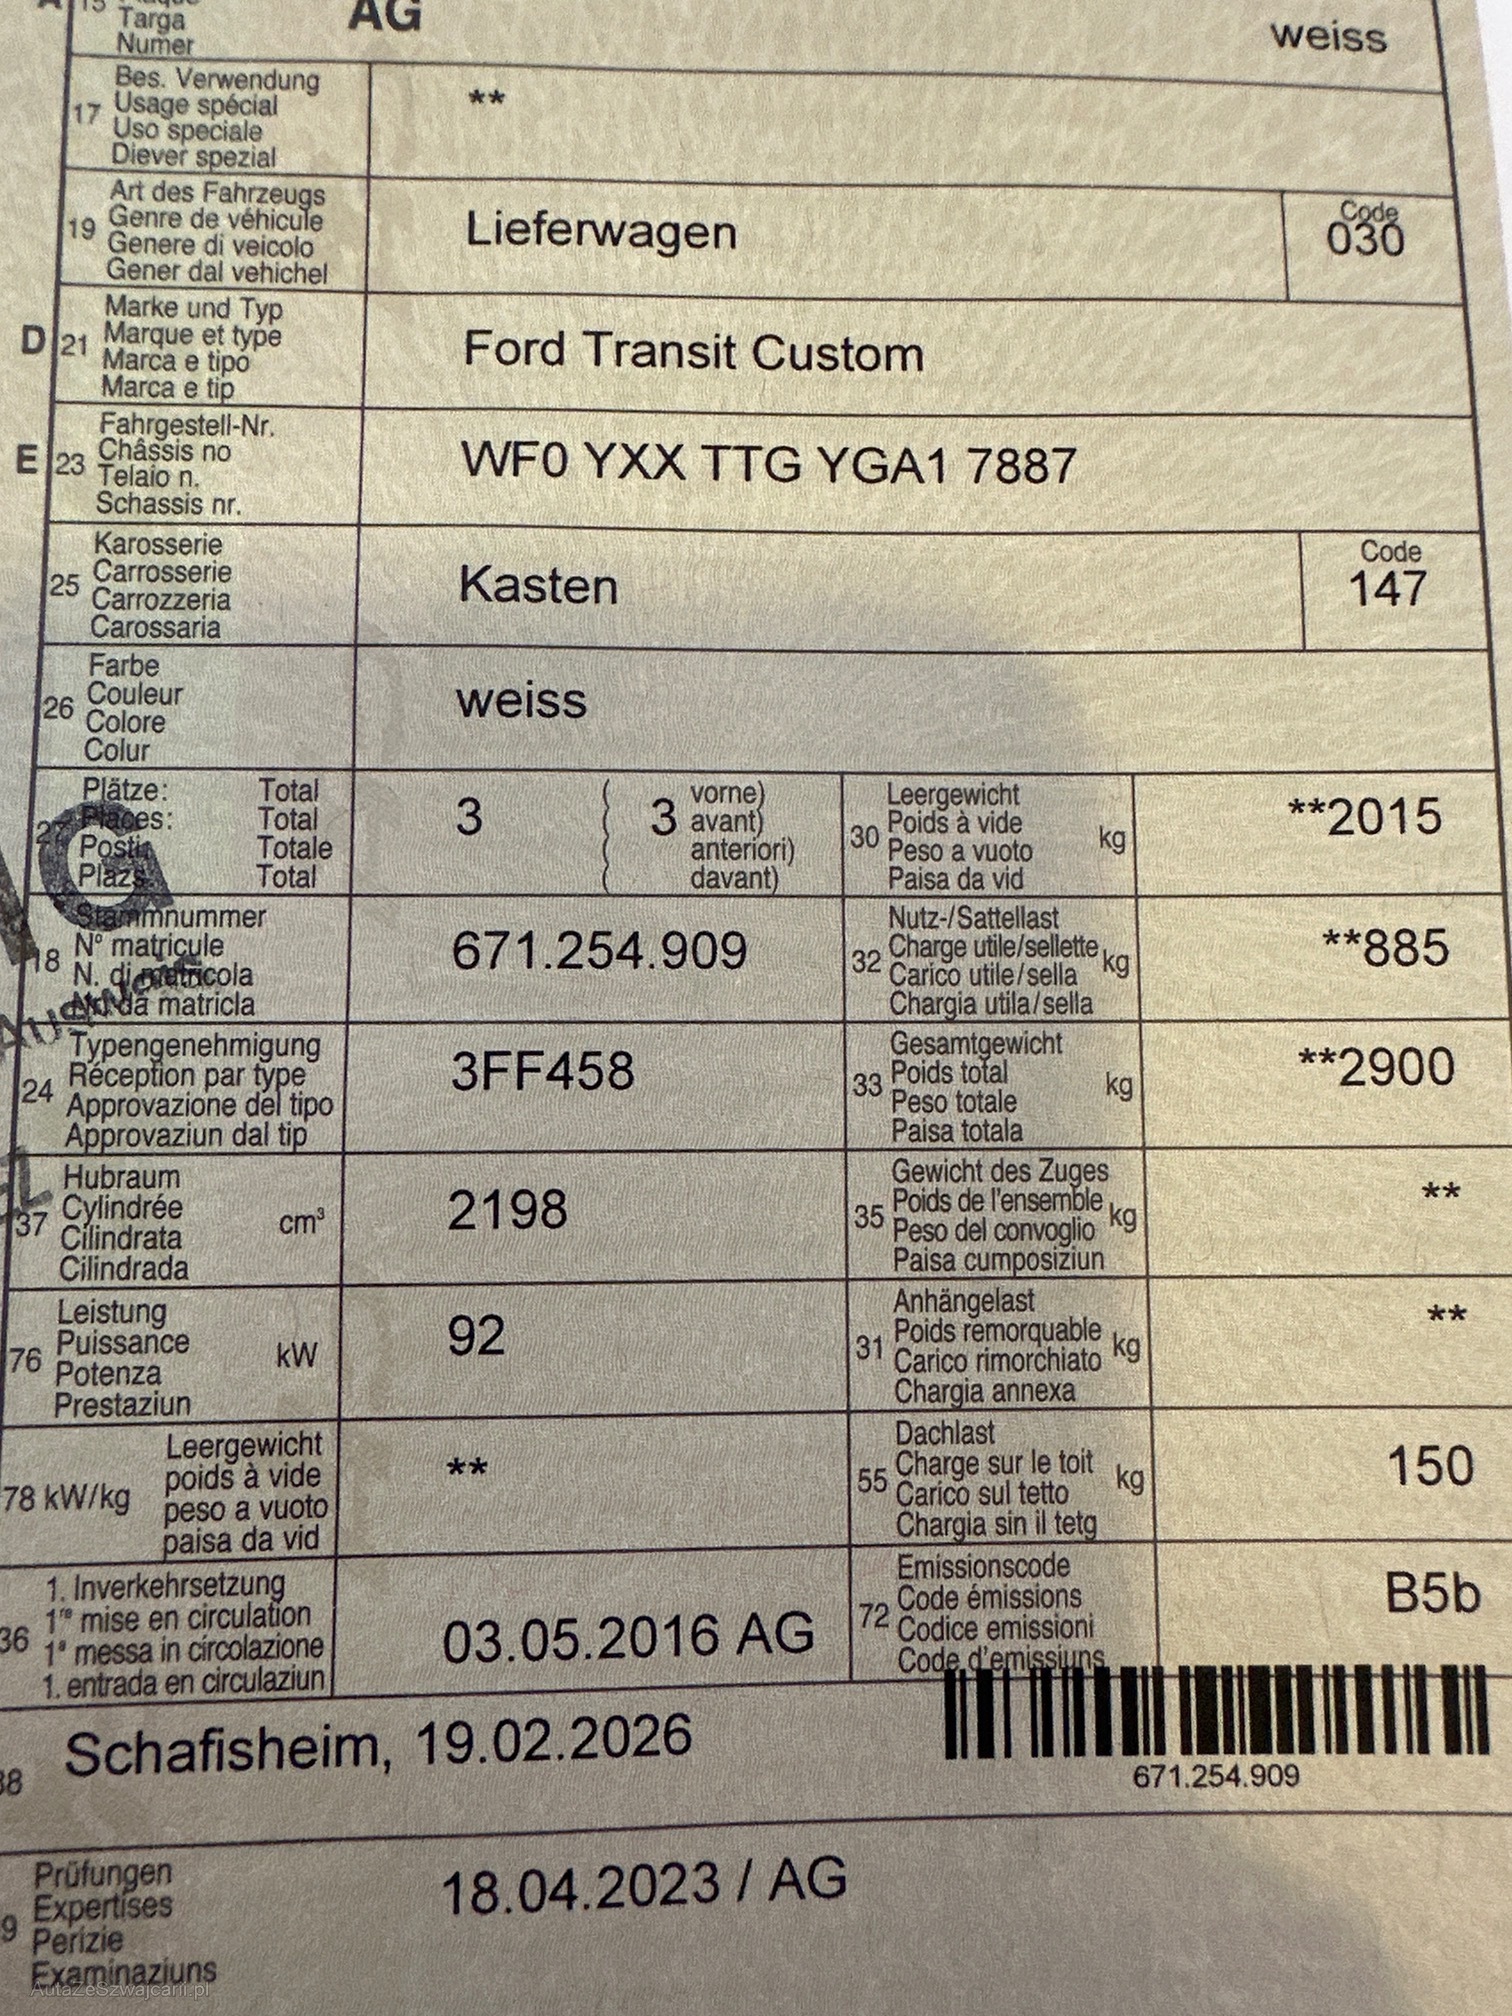 A 15
Targa
Numer
AG
weiss
17
Bes. Verwendung
Usage spécial
Uso speciale
Diever spezial
**
19
Art des Fahrzeugs
Genre de véhicule
Genere di veicolo
Gener dal vehichel
Lieferwagen
Code
030
D 21
Marke und Typ
Marque et type
Marca e tipo
Marca e tip
Ford Transit Custom
E 23
Fahrgestell-Nr.
Châssis no
Telaio n.
Schassis nr.
WF0 YXX TTG YGA1 7887
25
Karosserie
Carrosserie
Carrozzeria
Carossaria
Kasten
Code
147
26
Farbe
Couleur
Colore
Colur
weiss
27
Plätze: Total
Places: Total
Posti: Totale
Plazs Total
3 ( 3 vorne)
( avant)
( anteriori)
( davant)
30
Leergewicht
Poids à vide
Peso a vuoto
Paisa da vid
kg
**2015
AG
18
Stammnummer
N° matricule
N. di matricola
Nr. da matricla
671.254.909
32
Nutz-/Sattellast
Charge utile/sellette
Carico utile/sella
Chargia utila/sella
kg
**885
24
Typengenehmigung
Réception par type
Approvazione del tipo
Approvaziun dal tip
3FF458
33
Gesamtgewicht
Poids total
Peso totale
Paisa totala
kg
**2900
37
Hubraum
Cylindrée
Cilindrata
Cilindrada
cm³
2198
35
Gewicht des Zuges
Poids de l'ensemble
Peso del convoglio
Paisa cumposiziun
kg
**
76
Leistung
Puissance
Potenza
Prestaziun
kW
92
31
Anhängelast
Poids remorquable
Carico rimorchiato
Chargia annexa
kg
**
78 kW/kg
Leergewicht
poids à vide
peso a vuoto
paisa da vid
**
55
Dachlast
Charge sur le toit
Carico sul tetto
Chargia sin il tetg
kg
150
36
1. Inverkehrsetzung
1re mise en circulation
1a messa in circolazione
1. entrada en circulaziun
03.05.2016 AG
72
Emissionscode
Code émissions
Codice emissioni
Code d'emissiuns
B5b
38
Schafisheim, 19.02.2026
671.254.909
9
Prüfungen
Expertises
Perizie
Examinaziuns
18.04.2023 / AG
AutaZeSzwajcarii.pl